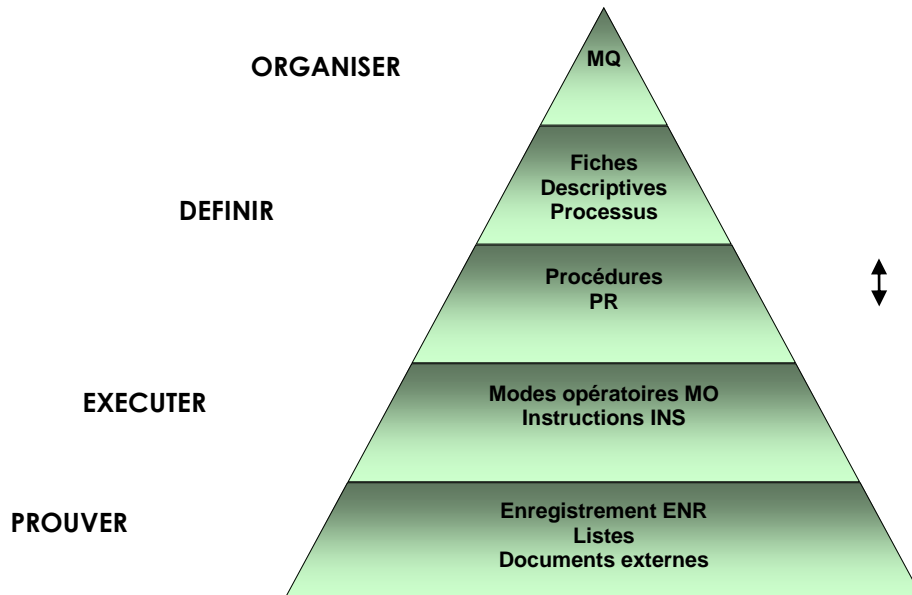 ORGANISER
MQ
DEFINIR
Fiches
Descriptives
Processus
Procédures
PR
EXECUTER
Modes opératoires MO
Instructions INS
PROUVER
Enregistrement ENR
Listes
Documents externes